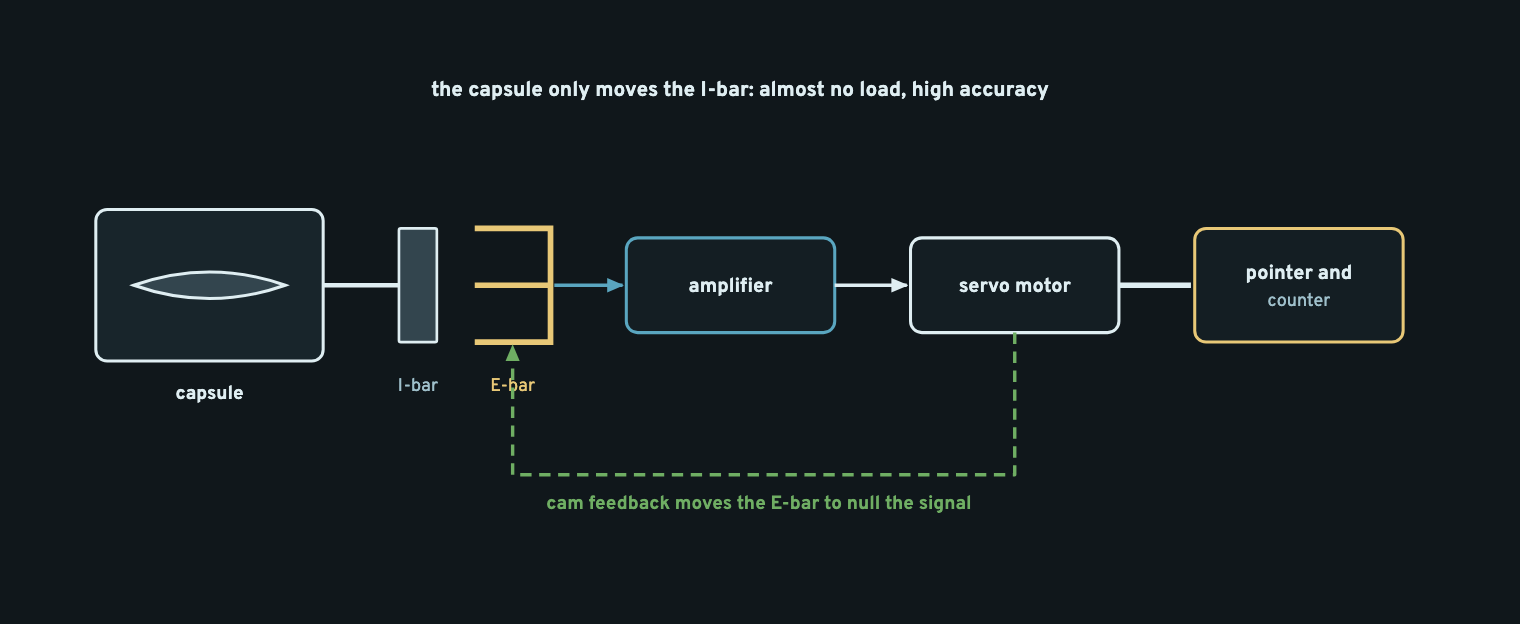 the capsule only moves the I-bar: almost no load, high accuracy
capsule
I-bar
E-bar
amplifier
servo motor
pointer and
counter
cam feedback moves the E-bar to null the signal